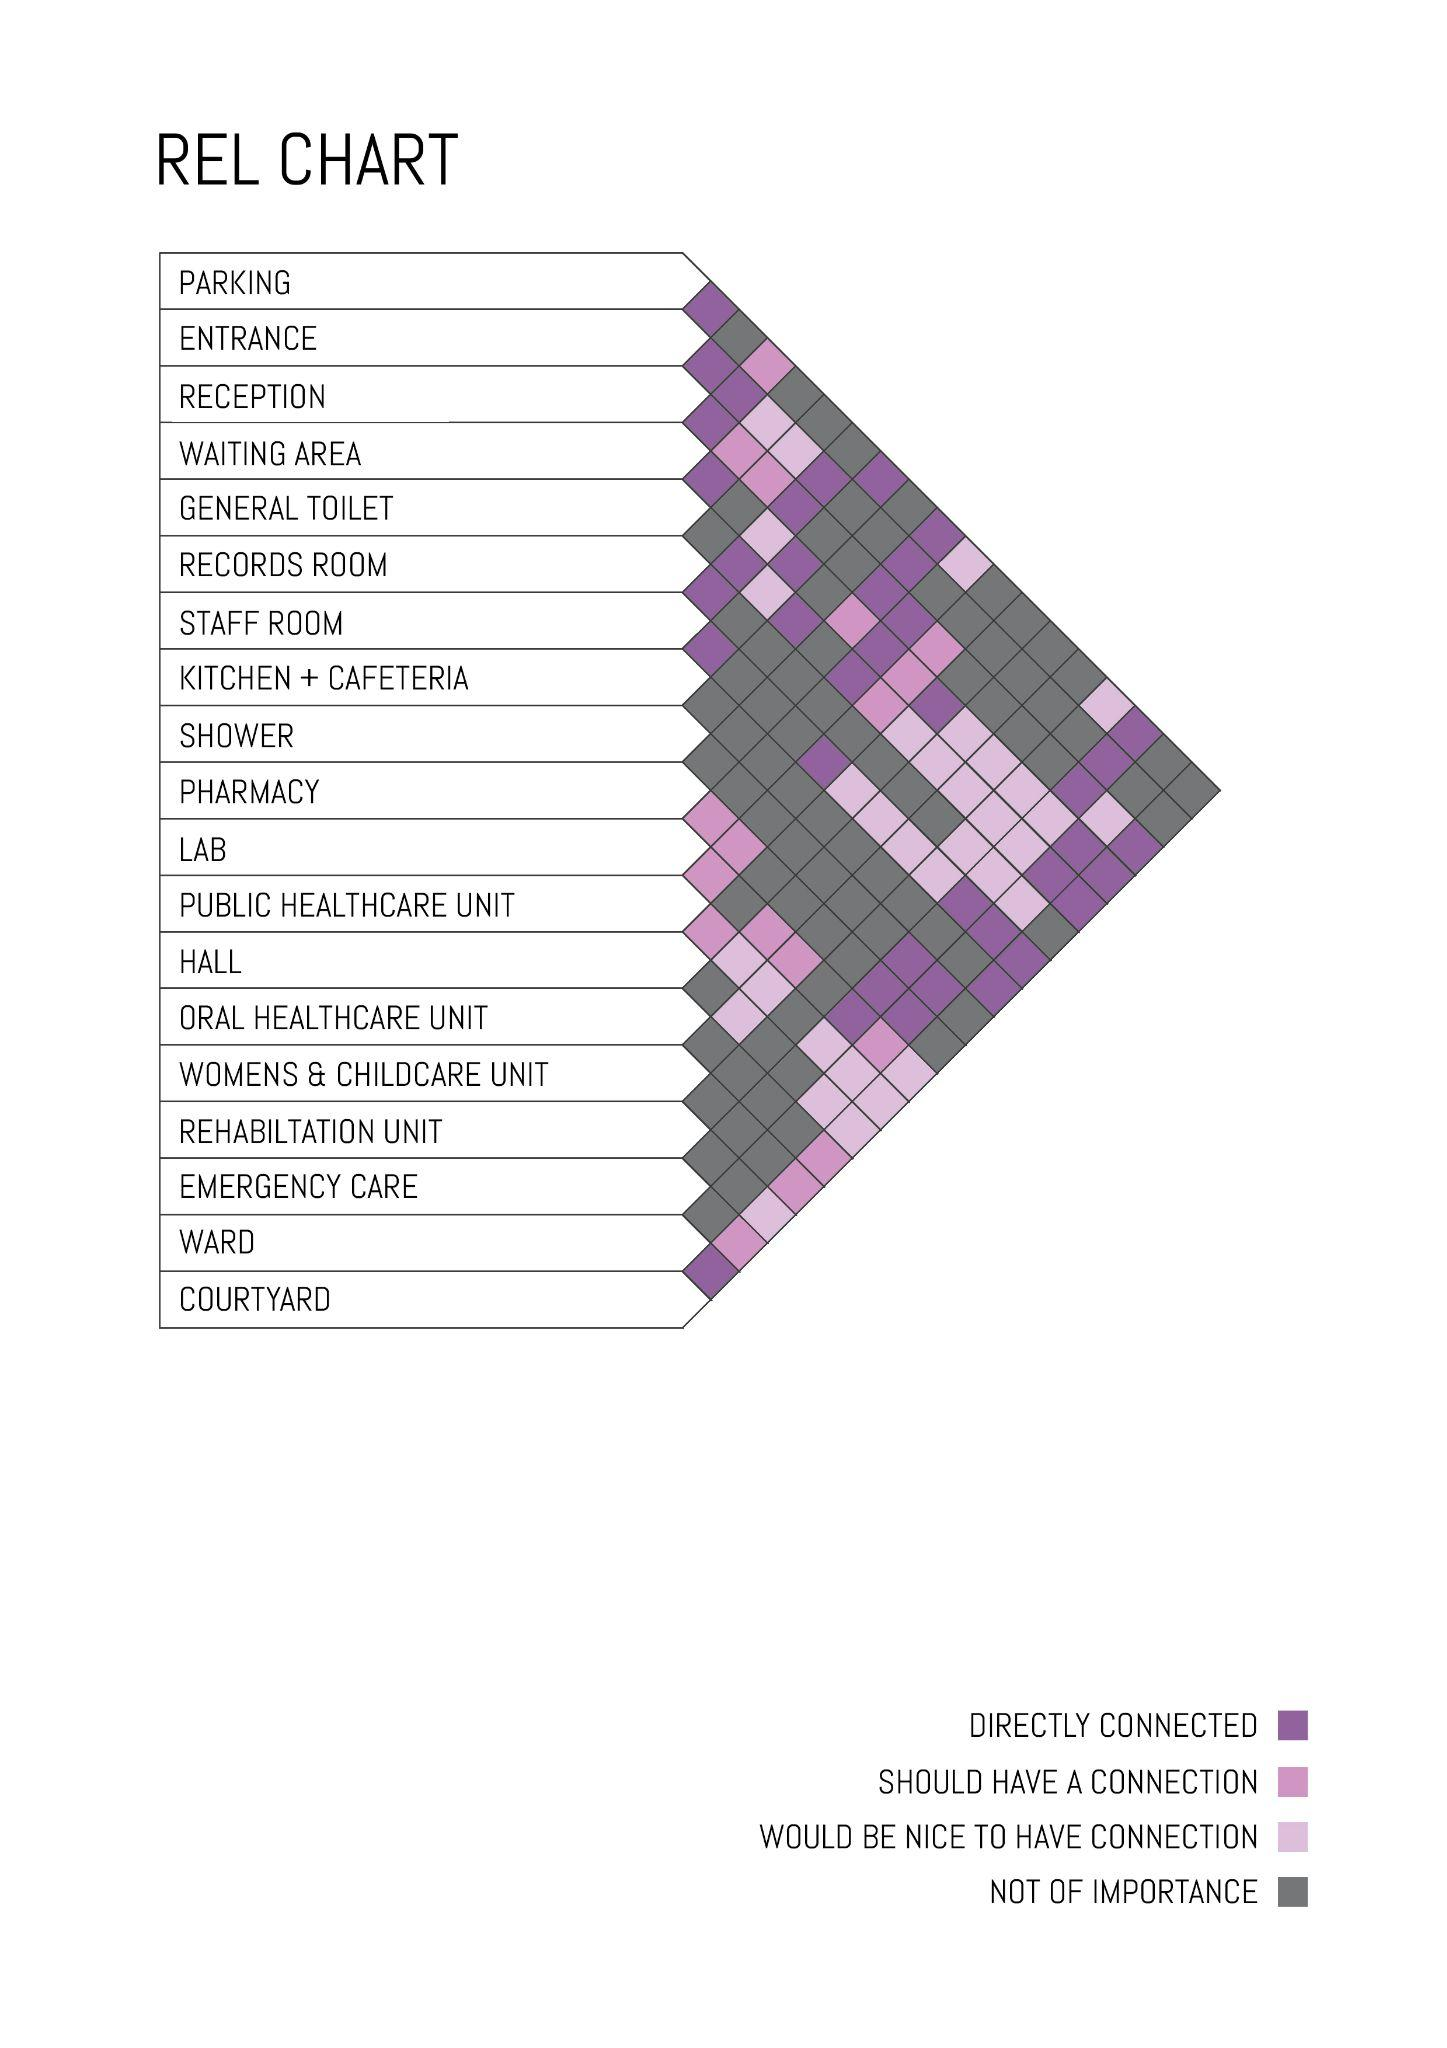 REL CHART
PARKING
ENTRANCE
RECEPTION
WAITING AREA
GENERAL TOILET
RECORDS ROOM
STAFF ROOM
KITCHEN + CAFETERIA
SHOWER
PHARMACY
LAB
PUBLIC HEALTHCARE UNIT
HALL
ORAL HEALTHCARE UNIT
WOMENS & CHILDCARE UNIT
REHABILTATION UNIT
EMERGENCY CARE
WARD
COURTYARD
DIRECTLY CONNECTED
SHOULD HAVE A CONNECTION
WOULD BE NICE TO HAVE CONNECTION
NOT OF IMPORTANCE